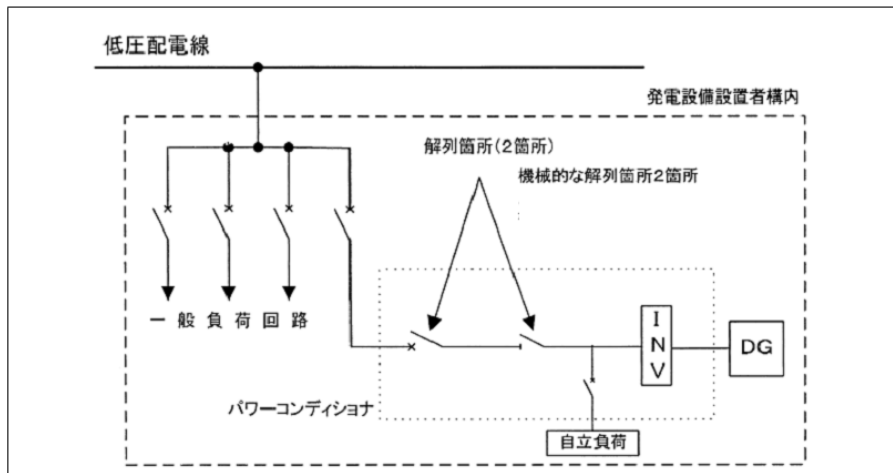 低圧配電線
発電設備設置者構内
解列箇所(2箇所)
機械的な解列箇所2箇所
一般負荷回路
INV
DG
パワーコンディショナ
自立負荷